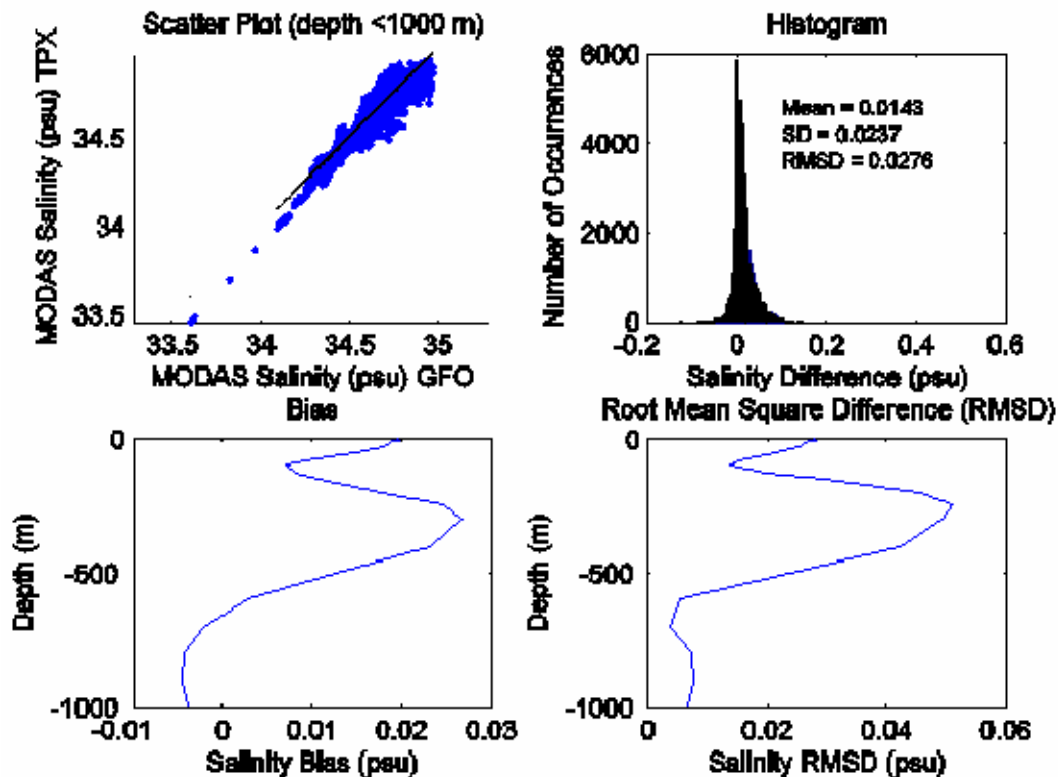 Scatter Plot (depth <1000 m)
MODAS Salinity (psu) TPX
34.5
34
33.5
33.5 34 34.5 35
MODAS Salinity (psu) GFO
Histogram
Number of Occurrences
6000
4000
2000
0
Mean = 0.0143
SD = 0.0237
RMSD = 0.0276
-0.2 0 0.2 0.4 0.6
Salinity Difference (psu)
Bias
Depth (m)
0
-500
-1000
-0.01 0 0.01 0.02 0.03
Salinity Bias (psu)
Root Mean Square Difference (RMSD)
Depth (m)
0
-500
-1000
0 0.02 0.04 0.06
Salinity RMSD (psu)